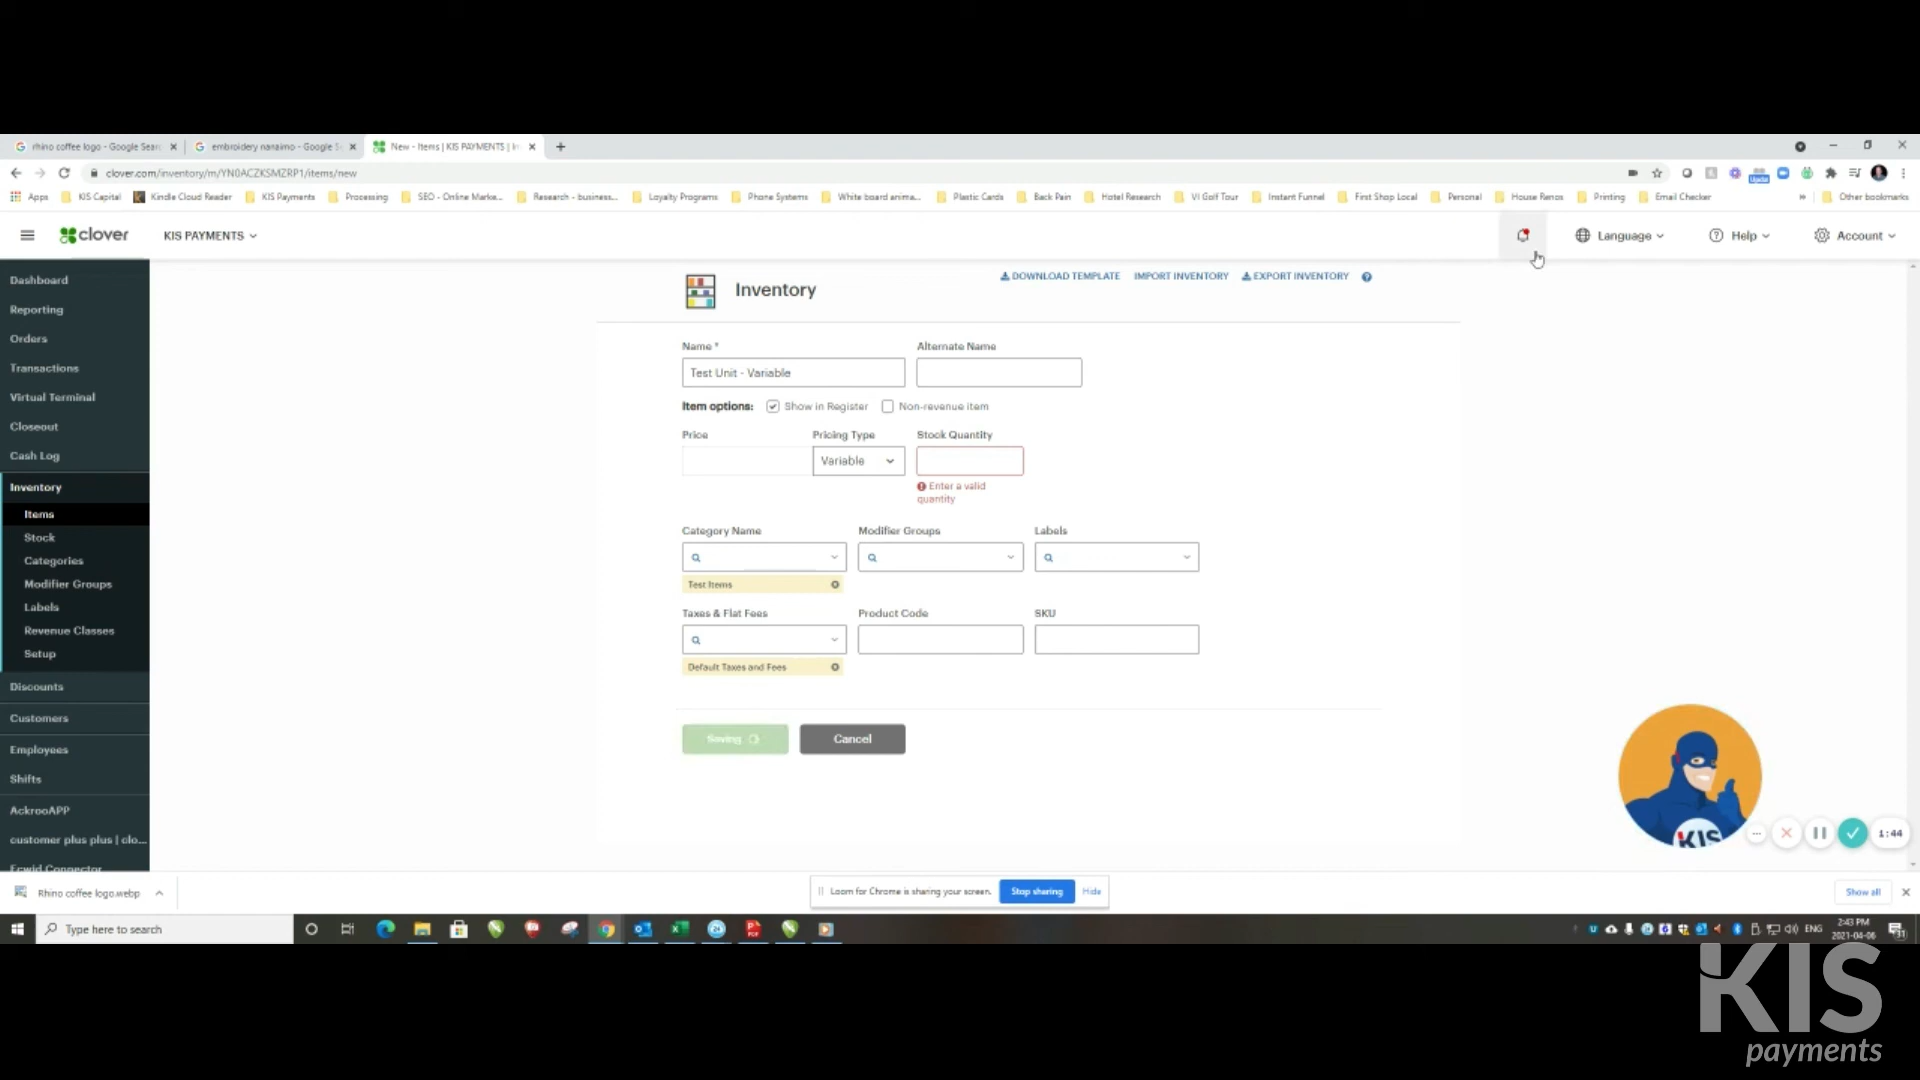 rhino coffee logo - Google Sear
embroidery nanaimo - Google S
New - Items | KIS PAYMENTS | In
clover.com/inventory/m/YN0ACZKSMZRP1/items/new
Apps
KIS Capital
Kindle Cloud Reader
KIS Payments
Processing
SEO - Online Marke...
Research - business...
Loyalty Programs
Phone Systems
White board anima...
Plastic Cards
Back Pain
Hotel Research
VI Golf Tour
Instant Funnel
First Shop Local
Personal
House Renos
Printing
Email Checker
Other bookmarks
clover
KIS PAYMENTS
Language
Help
Account
Dashboard
Reporting
Orders
Transactions
Virtual Terminal
Closeout
Cash Log
Inventory
Items
Stock
Categories
Modifier Groups
Labels
Revenue Classes
Setup
Discounts
Customers
Employees
Shifts
AckrooAPP
customer plus plus | clo...
Ecwid Connector
Inventory
DOWNLOAD TEMPLATE
IMPORT INVENTORY
EXPORT INVENTORY
Name *
Alternate Name
Test Unit - Variable
Item options:
Show in Register
Non-revenue item
Price
Pricing Type
Stock Quantity
Variable
Enter a valid
quantity
Category Name
Modifier Groups
Labels
Test Items
Taxes & Flat Fees
Product Code
SKU
Default Taxes and Fees
Saving
Cancel
KIS
1:44
Rhino coffee logo.webp
Loom for Chrome is sharing your screen.
Stop sharing
Hide
Show all
Type here to search
ENG
2:43 PM
2021-04-06
KIS
payments